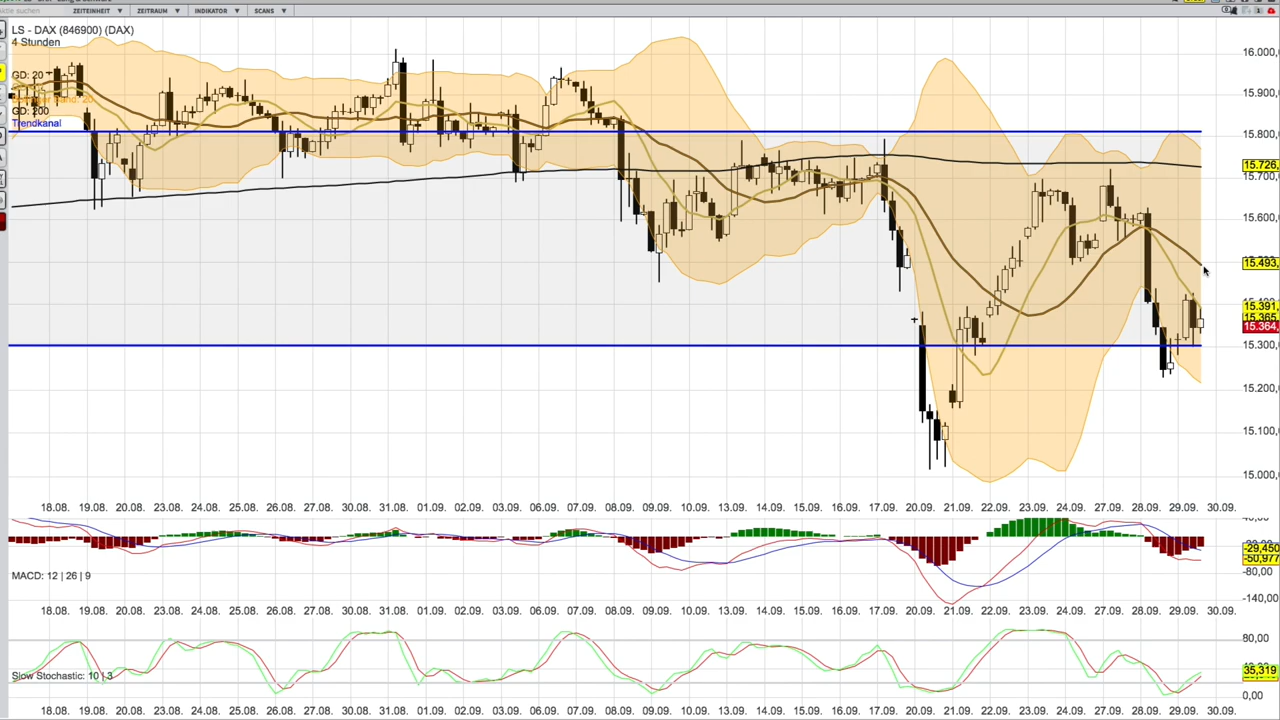 ktie suchen ZEITEINHEIT ▼ ZEITRAUM ▼ INDIKATOR ▼ SCANS ▼
LS - DAX (846900) (DAX)
4 Stunden
GD: 20
GD: 200
Trendkanal
16.000,
15.900,
15.800,
15.726
15.700,
15.600,
15.493,
15.391,
15.365,
15.364,
15.300,
15.200,
15.100,
15.000,
18.08. 19.08. 20.08. 23.08. 24.08. 25.08. 26.08. 27.08. 30.08. 31.08. 01.09. 02.09. 03.09. 06.09. 07.09. 08.09. 09.09. 10.09. 13.09. 14.09. 15.09. 16.09. 17.09. 20.09. 21.09. 22.09. 23.09. 24.09. 27.09. 28.09. 29.09. 30.09.
-29,450
-50,977
-80,00
MACD: 12 | 26 | 9
-140,00
18.08. 19.08. 20.08. 23.08. 24.08. 25.08. 26.08. 27.08. 30.08. 31.08. 01.09. 02.09. 03.09. 06.09. 07.09. 08.09. 09.09. 10.09. 13.09. 14.09. 15.09. 16.09. 17.09. 20.09. 21.09. 22.09. 23.09. 24.09. 27.09. 28.09. 29.09. 30.09.
80,00
35,319
Slow Stochastic: 10 | 3
0,00
18.08. 19.08. 20.08. 23.08. 24.08. 25.08. 26.08. 27.08. 30.08. 31.08. 01.09. 02.09. 03.09. 06.09. 07.09. 08.09. 09.09. 10.09. 13.09. 14.09. 15.09. 16.09. 17.09. 20.09. 21.09. 22.09. 23.09. 24.09. 27.09. 28.09. 29.09. 30.09.